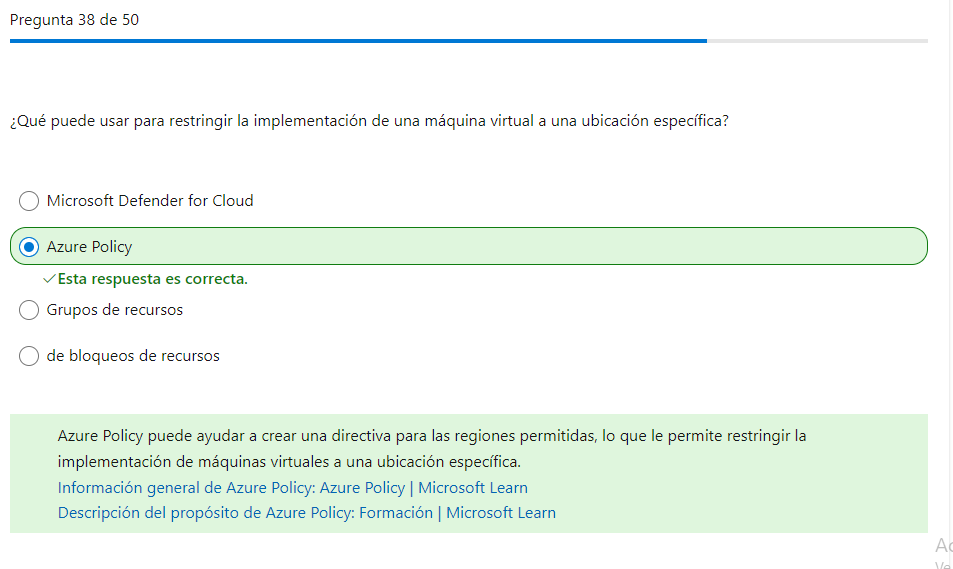 Pregunta 38 de 50
¿Qué puede usar para restringir la implementación de una máquina virtual a una ubicación específica?
Microsoft Defender for Cloud
Azure Policy
Esta respuesta es correcta.
Grupos de recursos
de bloqueos de recursos
Azure Policy puede ayudar a crear una directiva para las regiones permitidas, lo que le permite restringir la
implementación de máquinas virtuales a una ubicación específica.
Información general de Azure Policy: Azure Policy | Microsoft Learn
Descripción del propósito de Azure Policy: Formación | Microsoft Learn